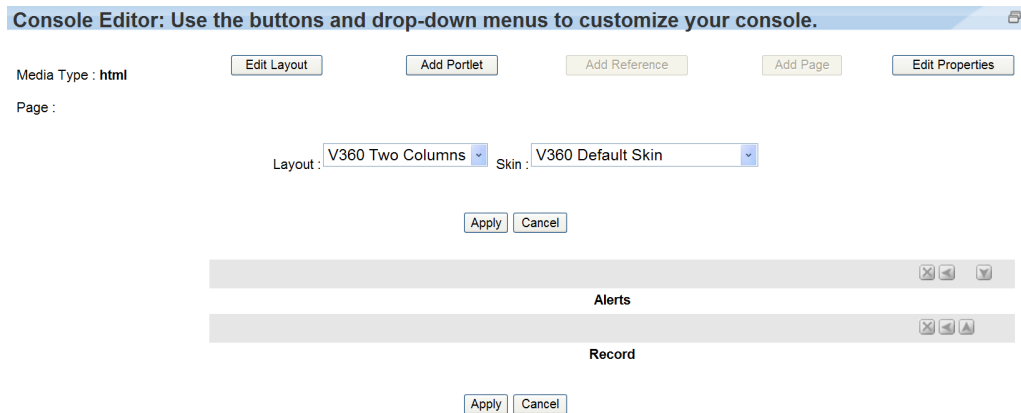 Console Editor: Use the buttons and drop-down menus to customize your console.
Media Type : html Edit Layout Add Portlet Add Reference Add Page Edit Properties
Page :
Layout : V360 Two Columns Skin : V360 Default Skin
Apply Cancel
Alerts
Record
Apply Cancel